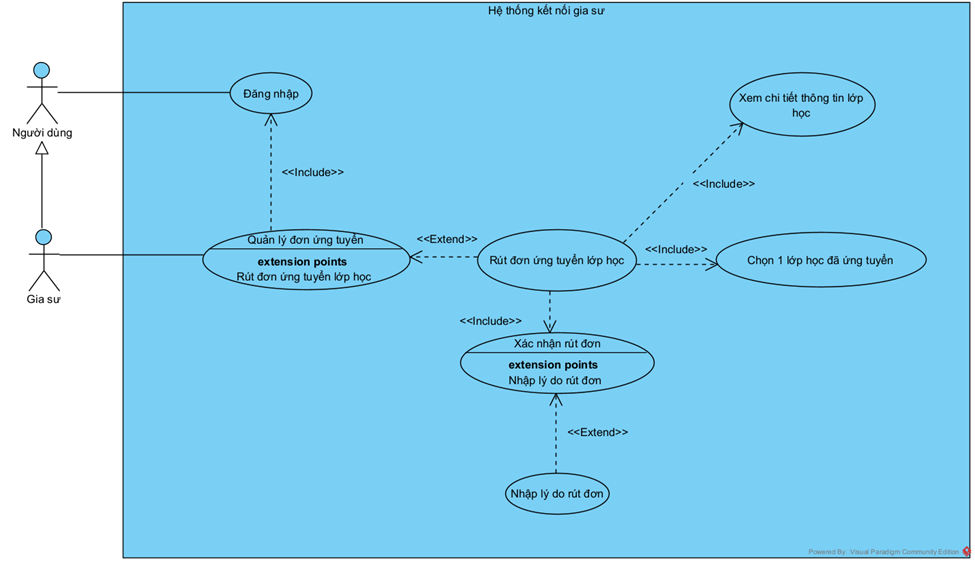 Hệ thống kết nối gia sư
Người dùng
Đăng nhập
Xem chi tiết thông tin lớp
học
<<Include>>
<<Include>>
Gia sư
Quản lý đơn ứng tuyển
extension points
Rút đơn ứng tuyển lớp học
<<Extend>>
Rút đơn ứng tuyển lớp học
<<Include>>
Chọn 1 lớp học đã ứng tuyển
<<Include>>
Xác nhận rút đơn
extension points
Nhập lý do rút đơn
<<Extend>>
Nhập lý do rút đơn
Powered By: Visual Paradigm Community Edition